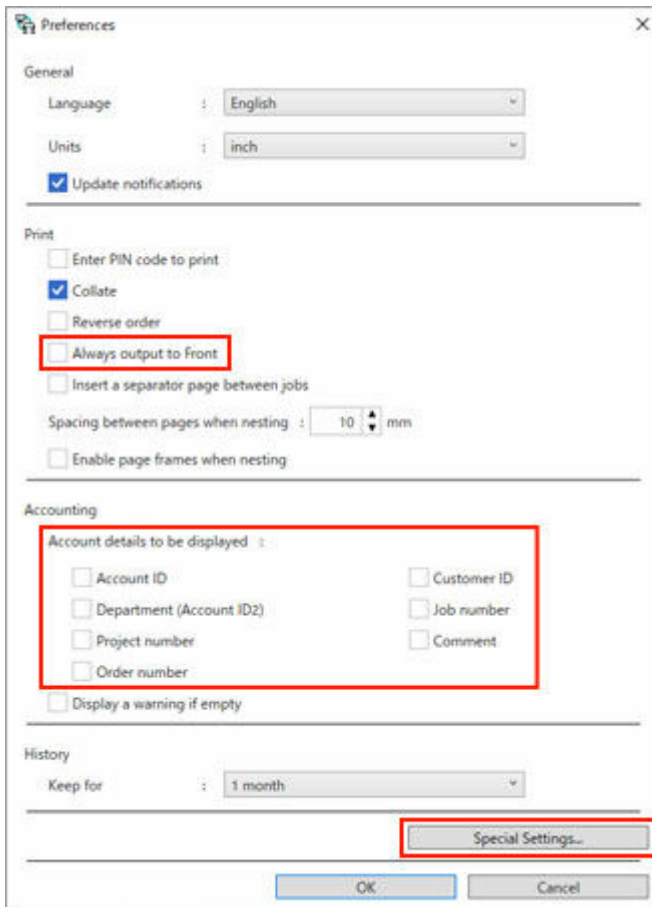 Preferences
General
Language : English
Units : inch
Update notifications
Print
Enter PIN code to print
Collate
Reverse order
Always output to Front
Insert a separator page between jobs
Spacing between pages when nesting : 10 mm
Enable page frames when nesting
Accounting
Account details to be displayed :
Account ID Customer ID
Department (Account ID2) Job number
Project number Comment
Order number
Display a warning if empty
History
Keep for : 1 month
Special Settings...
OK Cancel